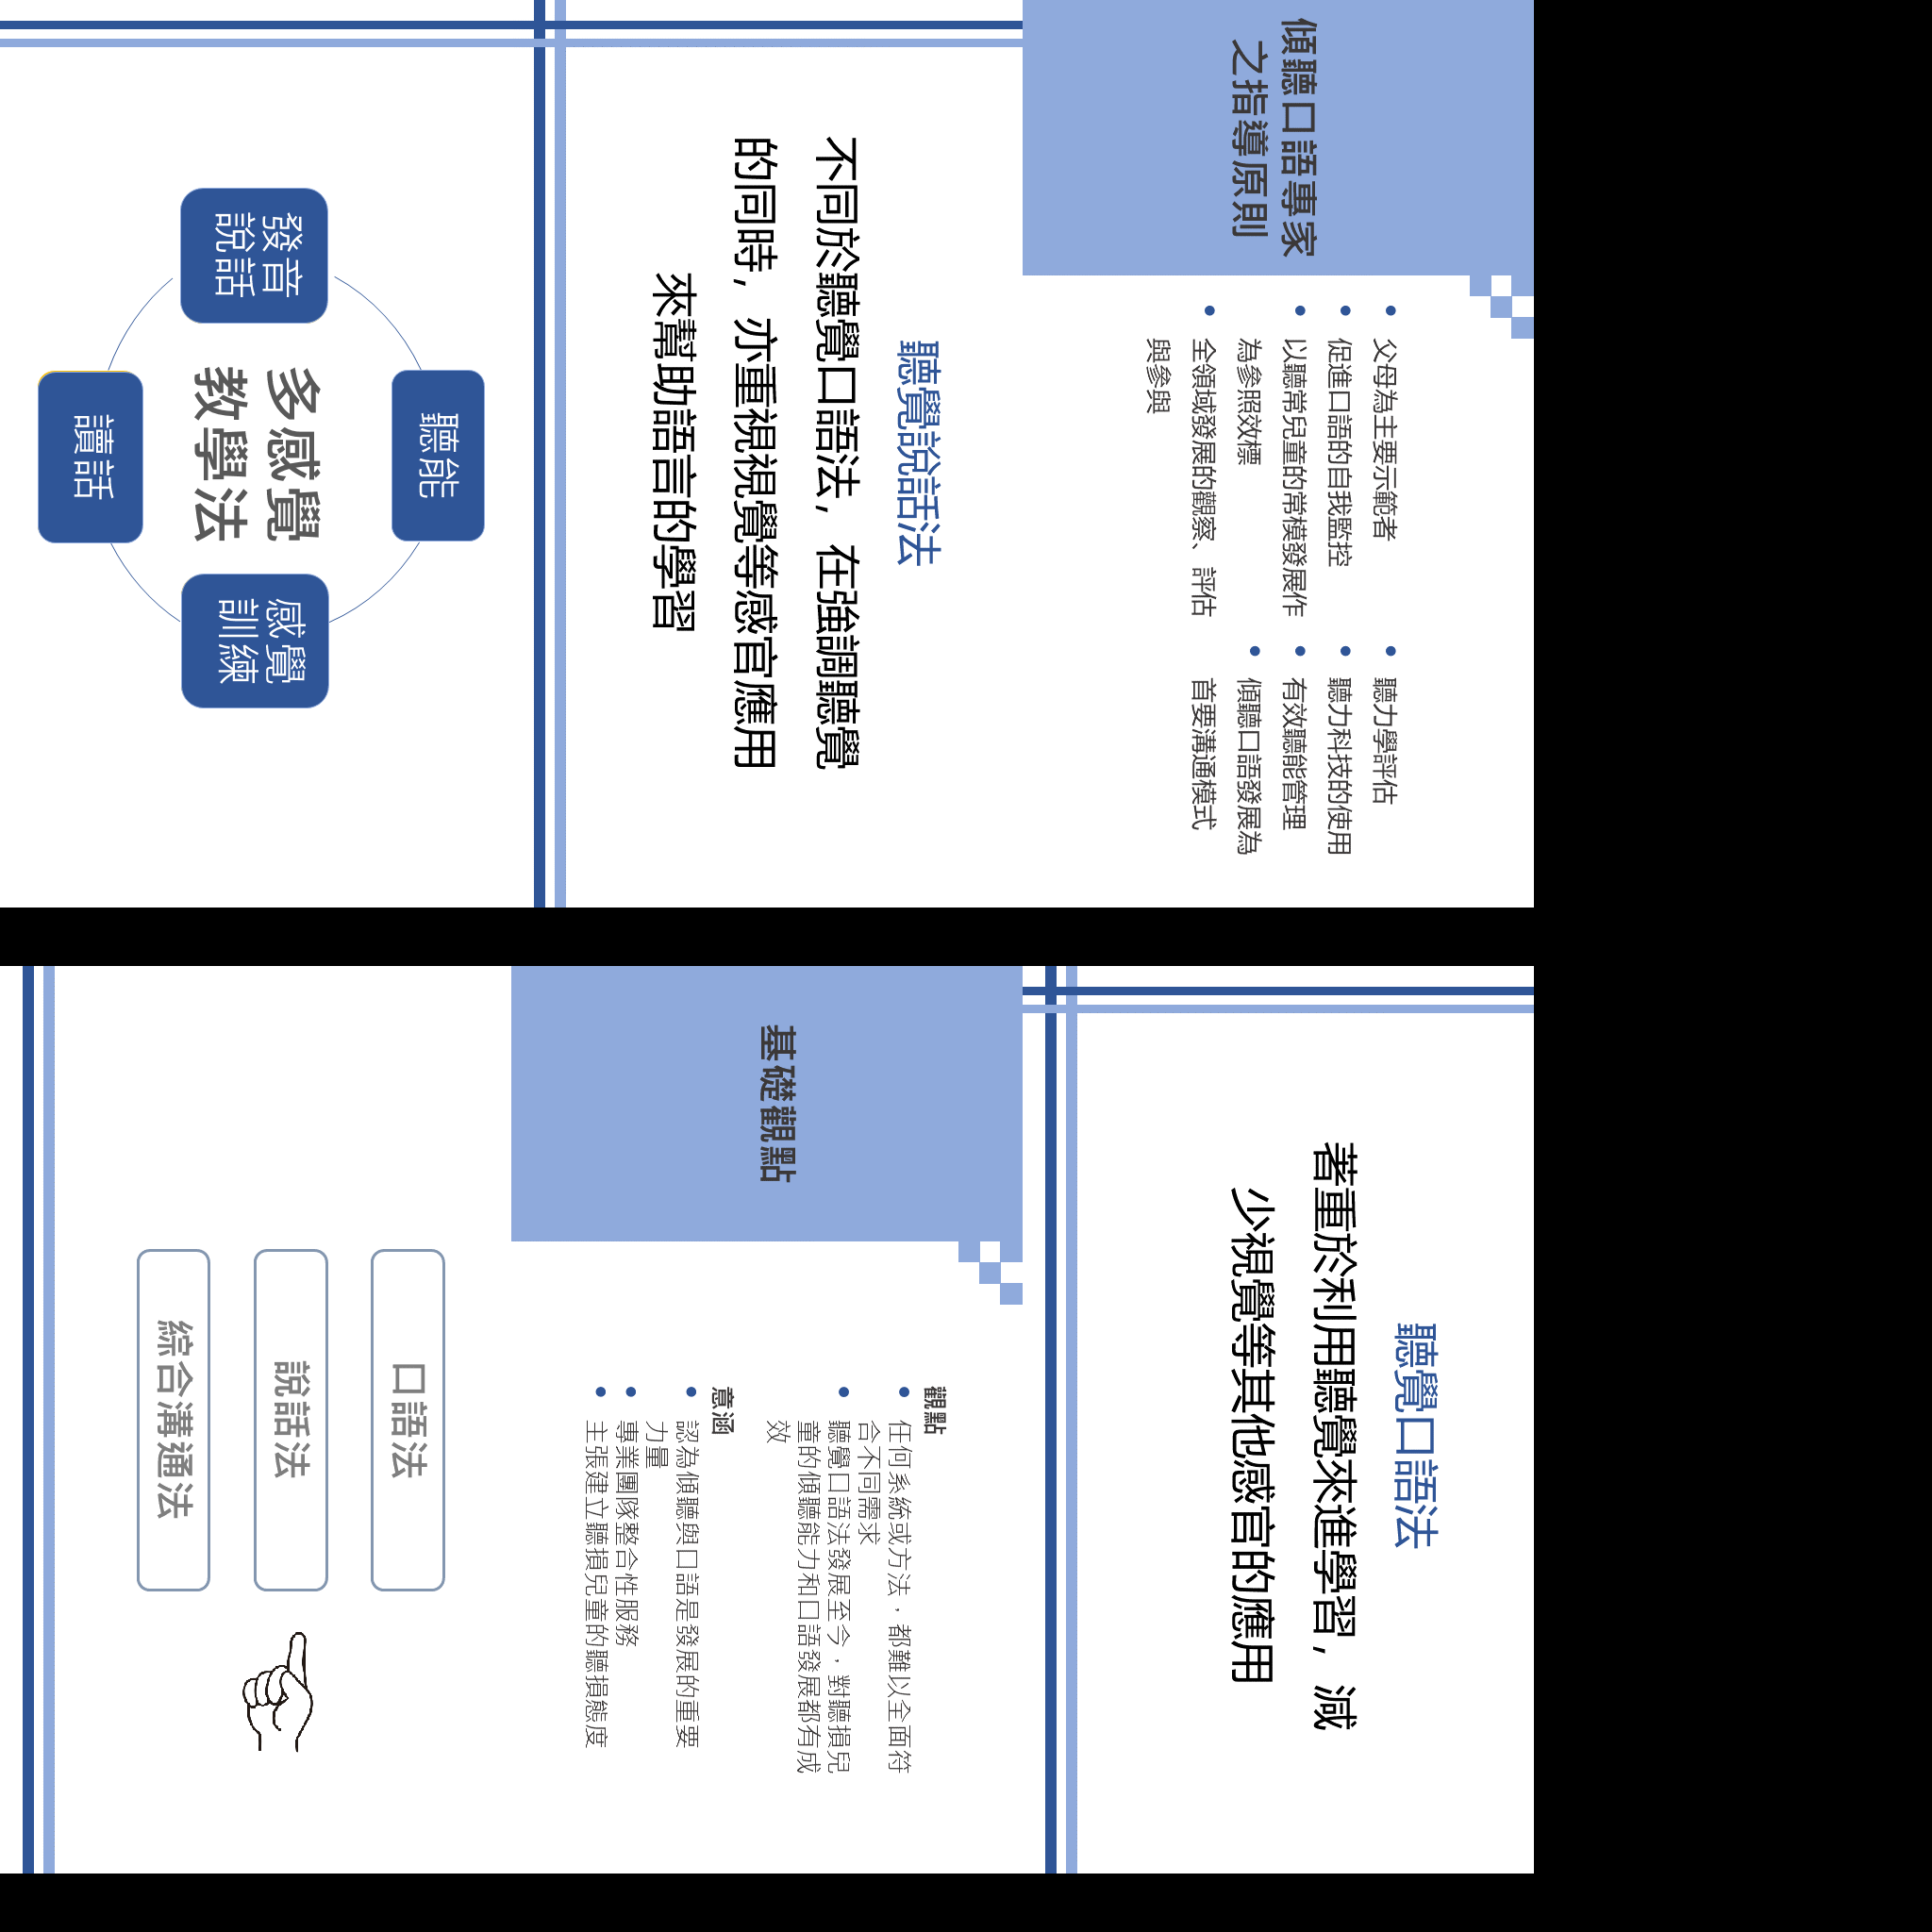 傾聽口語專家
之指導原則
父母為主要示範者
促進口語的自我監控
以聽常兒童的常模發展作
為參照效標
全領域發展的觀察、評估
與參與
聽力學評估
聽力科技的使用
有效聽能管理
傾聽口語發展為
首要溝通模式
聽覺說話法
不同於聽覺口語法，在強調聽覺
的同時，亦重視視覺等感官應用
來幫助語言的學習
聽能
發音
說話
多感覺
教學法
感覺
訓練
讀話
聽覺口語法
著重於利用聽覺來進學習，減
少視覺等其他感官的應用
基礎觀點
觀點
任何系統或方法，都難以全面符
合不同需求
聽覺口語法發展至今，對聽損兒
童的傾聽能力和口語發展都有成
效
意涵
認為傾聽與口語是發展的重要
力量
專業團隊整合性服務
主張建立聽損兒童的聽損態度
口語法
說話法
綜合溝通法